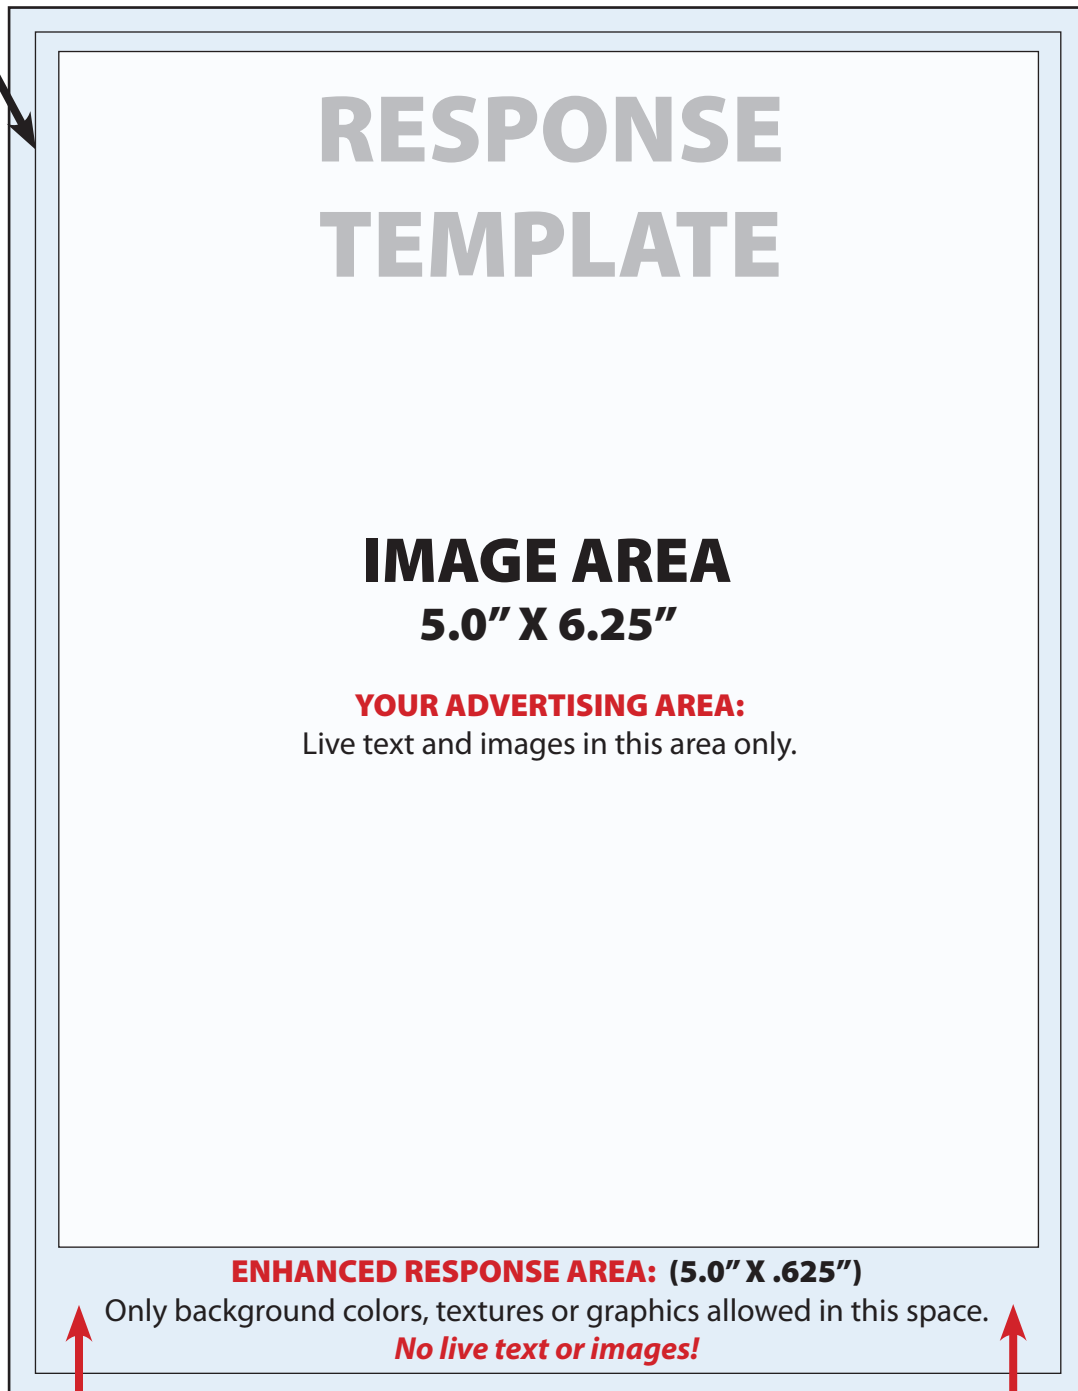 RESPONSE
TEMPLATE
IMAGE AREA
5.0” X 6.25”
YOUR ADVERTISING AREA:
Live text and images in this area only.
ENHANCED RESPONSE AREA: (5.0” X .625”)
Only background colors, textures or graphics allowed in this space.
No live text or images!